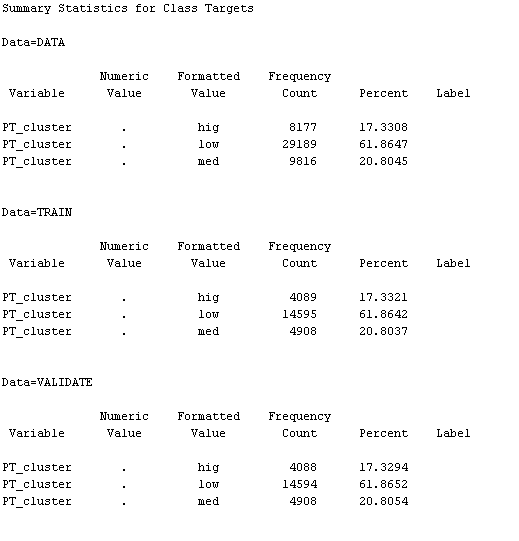 Summary Statistics for Class Targets
Data=DATA
Numeric Formatted Frequency
Variable Value Value Count Percent Label
PT_cluster . hig 8177 17.3308
PT_cluster . low 29189 61.8647
PT_cluster . med 9816 20.8045
Data=TRAIN
Numeric Formatted Frequency
Variable Value Value Count Percent Label
PT_cluster . hig 4089 17.3321
PT_cluster . low 14595 61.8642
PT_cluster . med 4908 20.8037
Data=VALIDATE
Numeric Formatted Frequency
Variable Value Value Count Percent Label
PT_cluster . hig 4088 17.3294
PT_cluster . low 14594 61.8652
PT_cluster . med 4908 20.8054